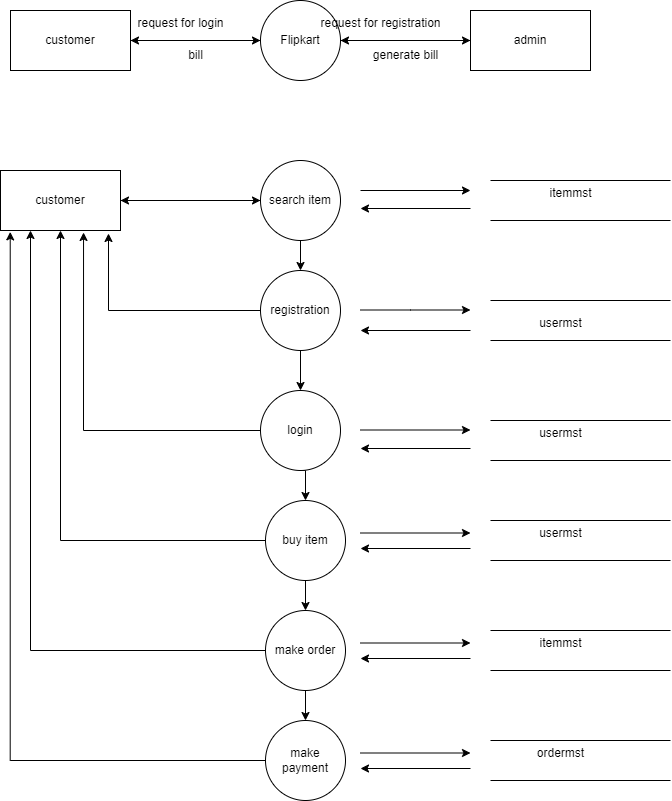 request for login
request for registration
customer
Flipkart
admin
bill
generate bill
customer
search item
itemmst
registration
usermst
login
usermst
buy item
usermst
make order
itemmst
make
payment
ordermst